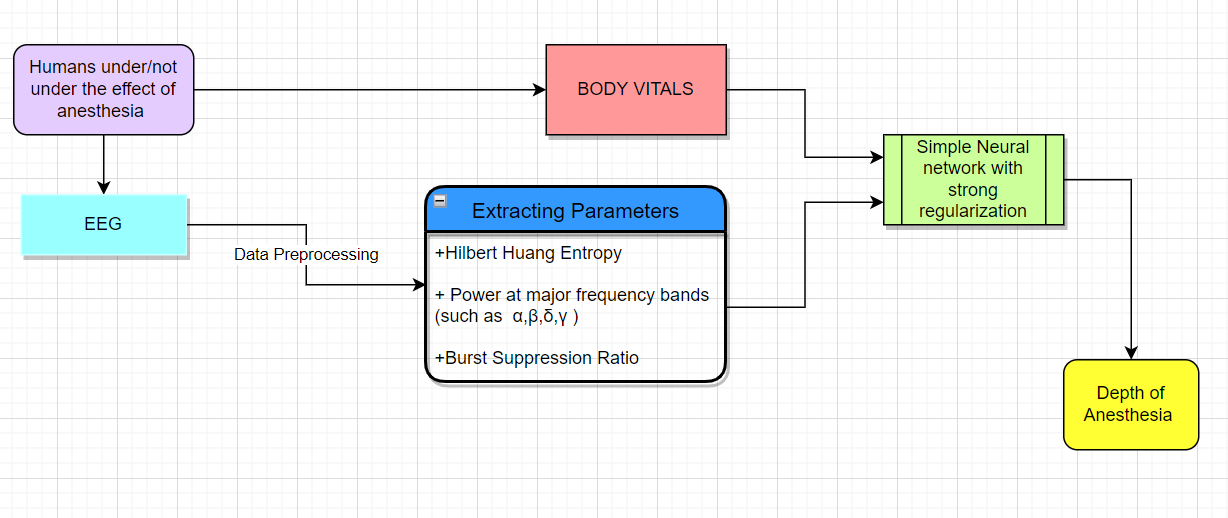 Humans under/not
under the effect of
anesthesia
BODY VITALS
Simple Neural
network with
strong
regularization
EEG
Data Preprocessing
Extracting Parameters
+Hilbert Huang Entropy
+ Power at major frequency bands
(such as  α,β,δ,γ )
+Burst Suppression Ratio
Depth of
Anesthesia